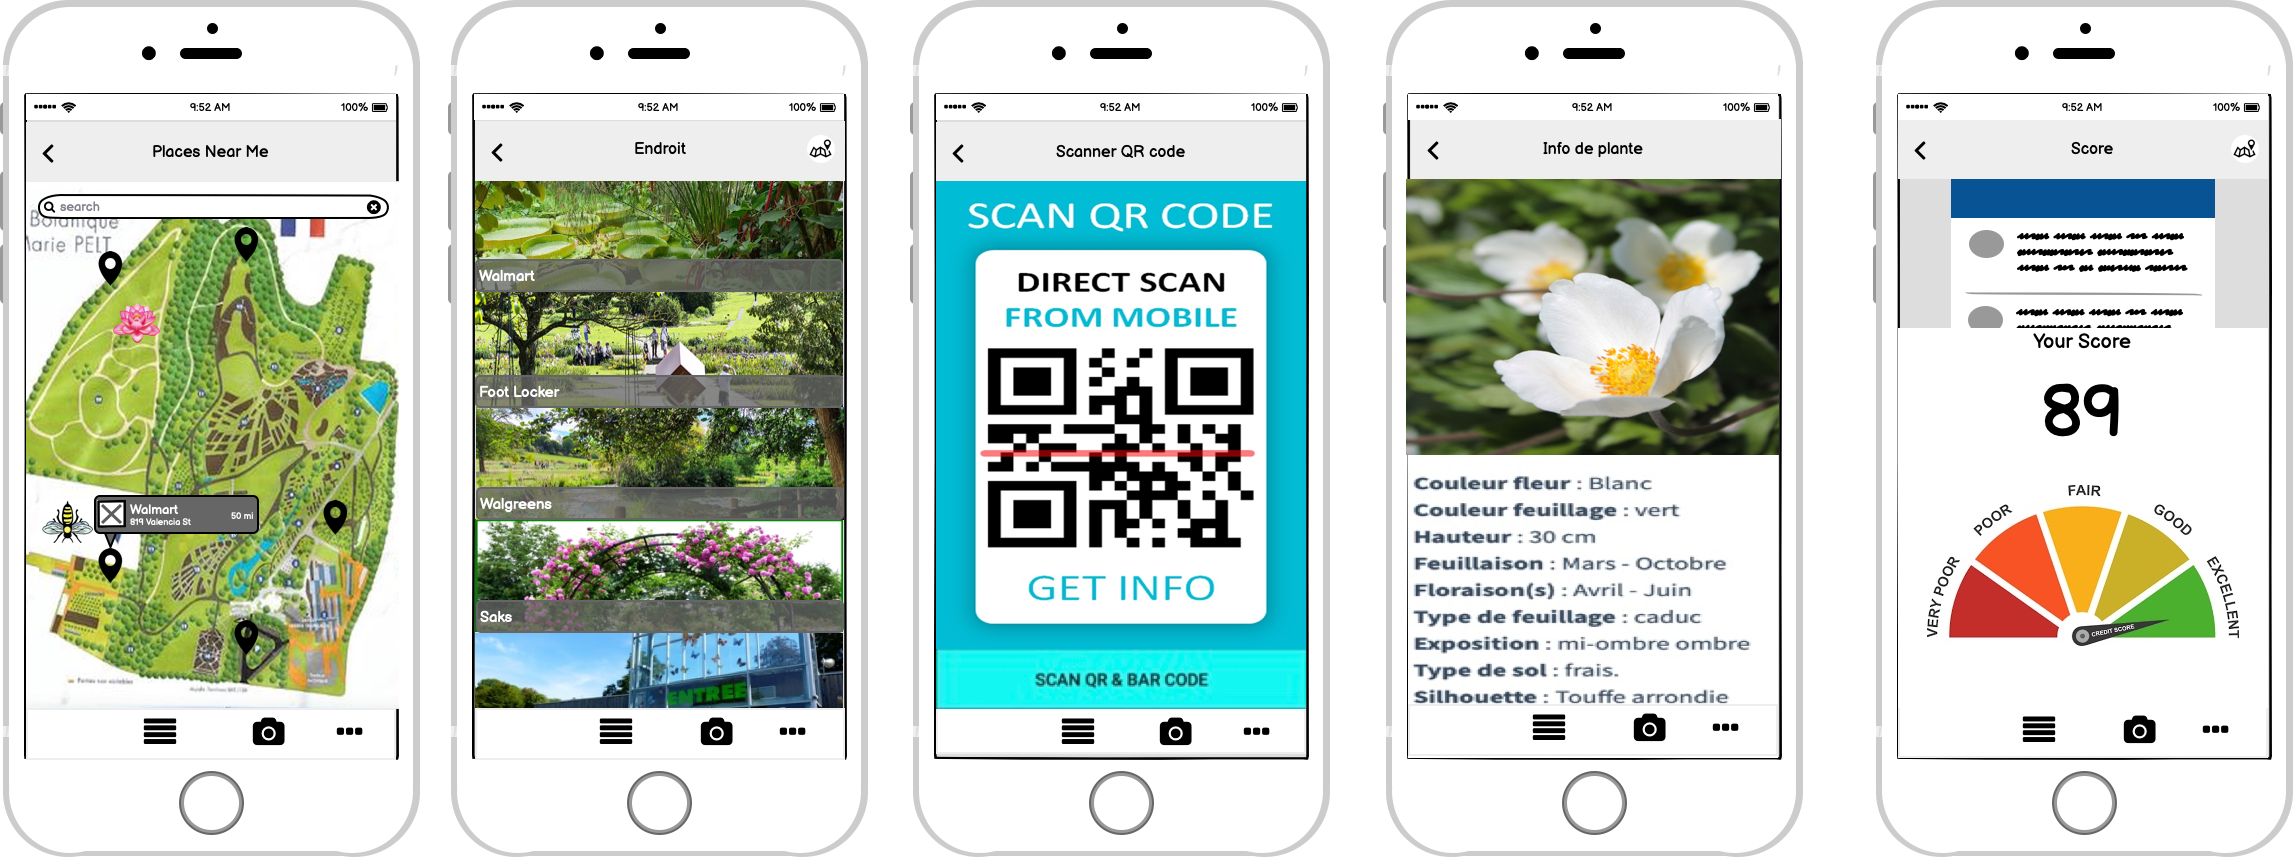 9:52 AM
100%
Places Near Me
search
Botanique
Marie PELT
Walmart
819 Valencia St
50 mi
9:52 AM
100%
Endroit
Walmart
Foot Locker
Walgreens
Saks
ENTREE
9:52 AM
100%
Scanner QR code
SCAN QR CODE
DIRECT SCAN
FROM MOBILE
GET INFO
SCAN QR & BAR CODE
9:52 AM
100%
Info de plante
Couleur fleur : Blanc
Couleur feuillage : vert
Hauteur : 30 cm
Feuillaison : Mars - Octobre
Floraison(s) : Avril - Juin
Type de feuillage : caduc
Exposition : mi-ombre ombre
Type de sol : frais.
Silhouette : Touffe arrondie
9:52 AM
100%
Score
Your Score
89
VERY POOR
POOR
FAIR
GOOD
EXCELLENT
CREDIT SCORE